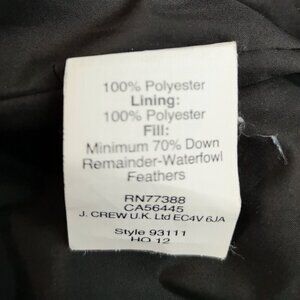 100% Polyester
Lining:
100% Polyester
Fill:
Minimum 70% Down
Remainder-Waterfowl
Feathers
RN77388
CA56445
J. CREW U.K. Ltd EC4V 6JA
Style 93111
HO 12